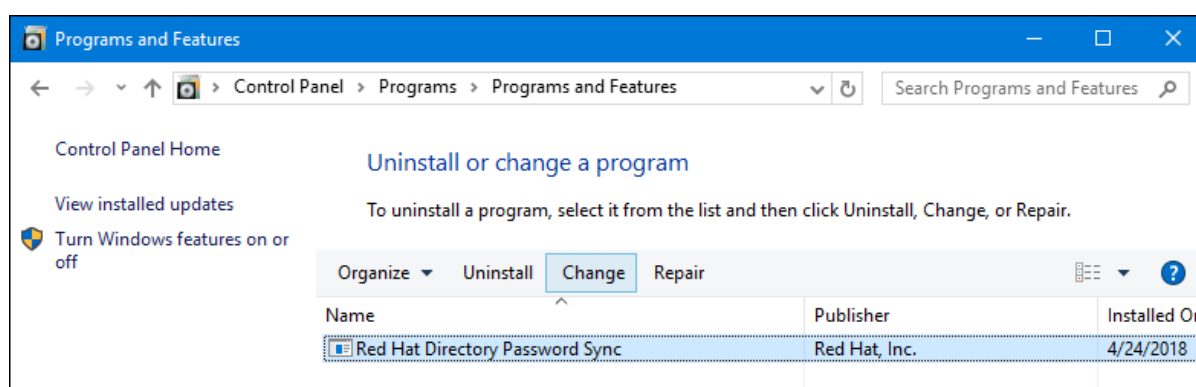 Programs and Features
Control Panel > Programs > Programs and Features
Search Programs and Features
Control Panel Home
View installed updates
Turn Windows features on or
off
Uninstall or change a program
To uninstall a program, select it from the list and then click Uninstall, Change, or Repair.
Organize Uninstall Change Repair
Name Publisher Installed O
Red Hat Directory Password Sync Red Hat, Inc. 4/24/2018